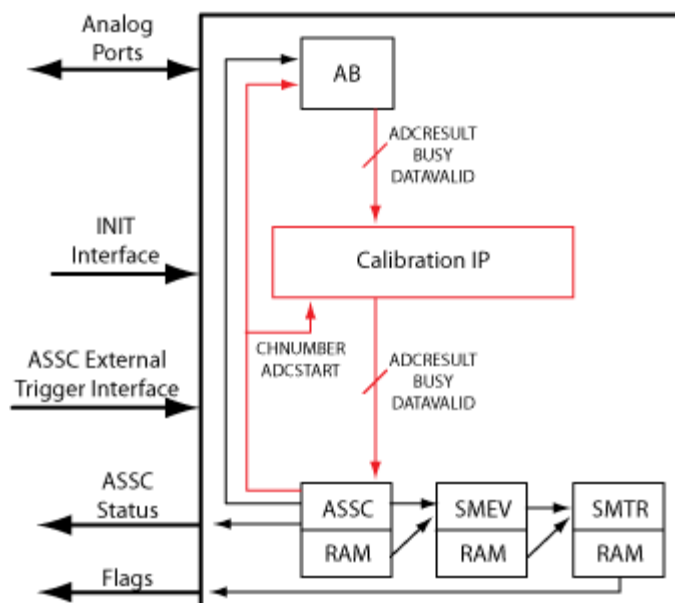 Analog
Ports
AB
ADCRESULT
BUSY
DATAVALID
INIT
Interface
Calibration IP
CHNUMBER
ADCSTART
ADCRESULT
BUSY
DATAVALID
ASSC External
Trigger Interface
ASSC
Status
ASSC
SMEV
SMTR
RAM
RAM
RAM
Flags